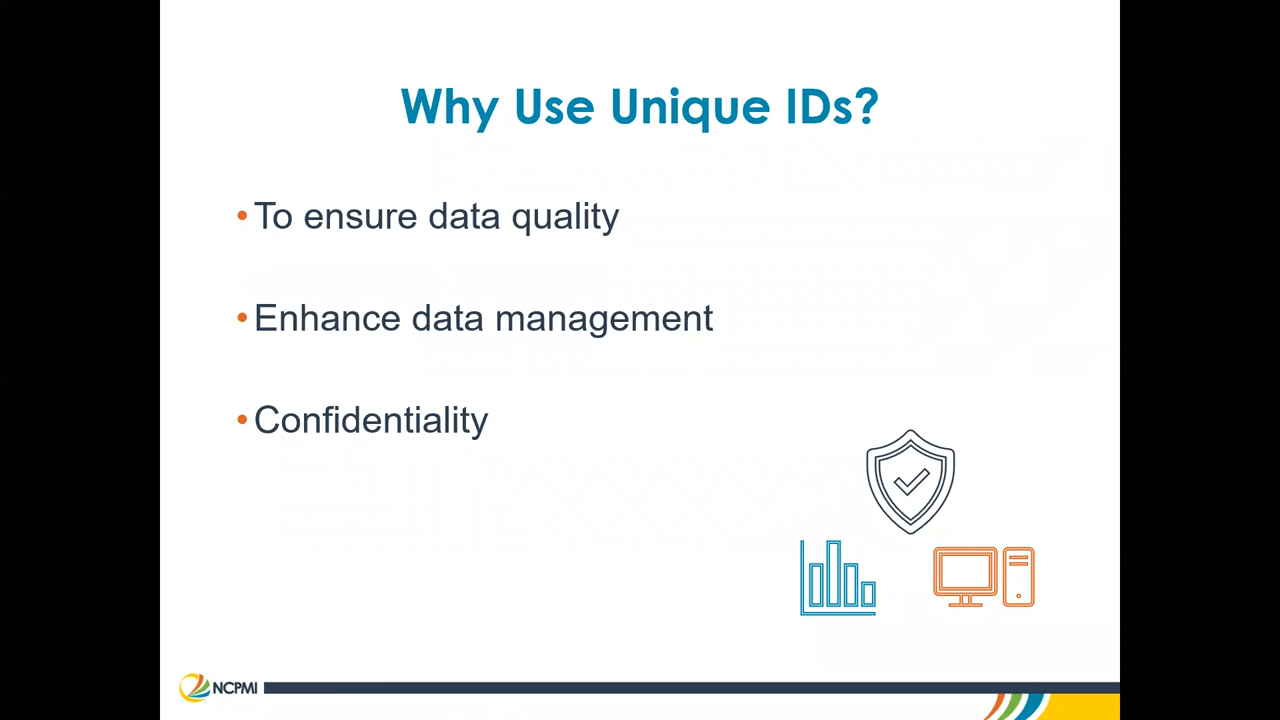 Why Use Unique IDs?
•To ensure data quality
•Enhance data management
•Confidentiality
NCPMI